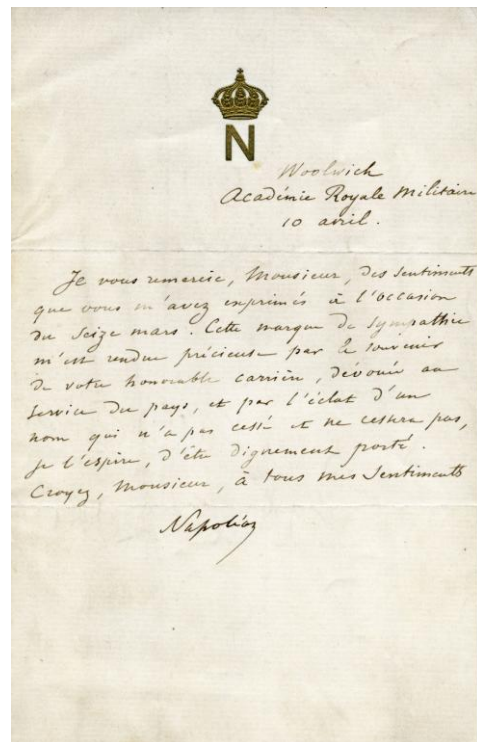 N
Woolwich
Académie Royale Militaire
10 avril.
Je vous remercie, Monsieur, des Sentiments
que vous m'avez exprimés à l'occasion
du Seize mars. Cette marque de sympathie
m'est rendue précieuse par le souvenir
de votre honorable carrière, dévouée au
service du pays, et par l'éclat d'un
nom qui n'a pas cessé et ne cessera pas,
je l'espère, d'être dignement porté.
Croyez, Monsieur, à tous mes Sentiments
Napoléon